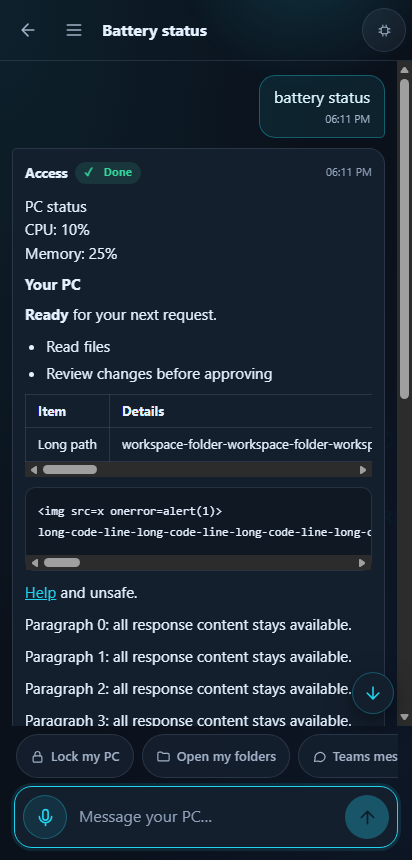 Battery status
battery status
06:11 PM
Access ✓ Done 06:11 PM
PC status
CPU: 10%
Memory: 25%
Your PC
Ready for your next request.
• Read files
• Review changes before approving
Item Details
Long path workspace-folder-workspace-folder-worksp
<img src=x onerror=alert(1)>
long-code-line-long-code-line-long-code-line-long-c
Help and unsafe.
Paragraph 0: all response content stays available.
Paragraph 1: all response content stays available.
Paragraph 2: all response content stays available.
Paragraph 3: all response content stays available.
Lock my PC Open my folders Teams mes
Message your PC...